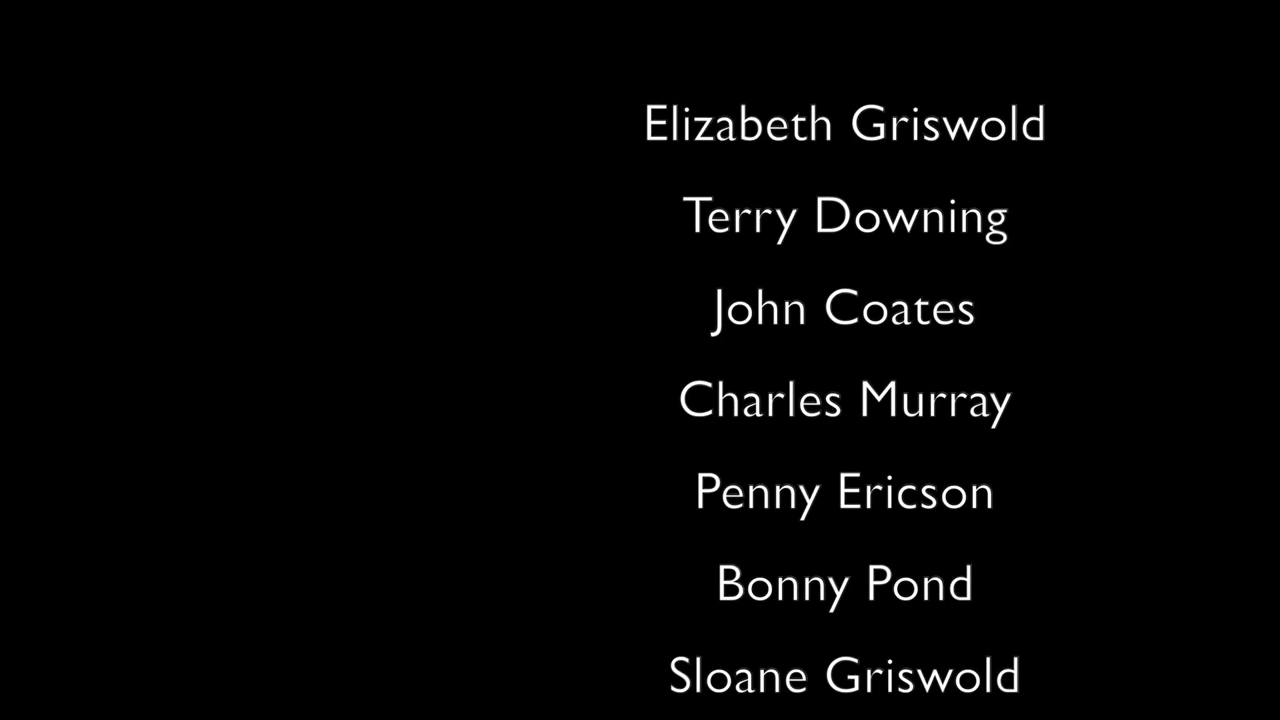 Elizabeth Griswold
Terry Downing
John Coates
Charles Murray
Penny Ericson
Bonny Pond
Sloane Griswold